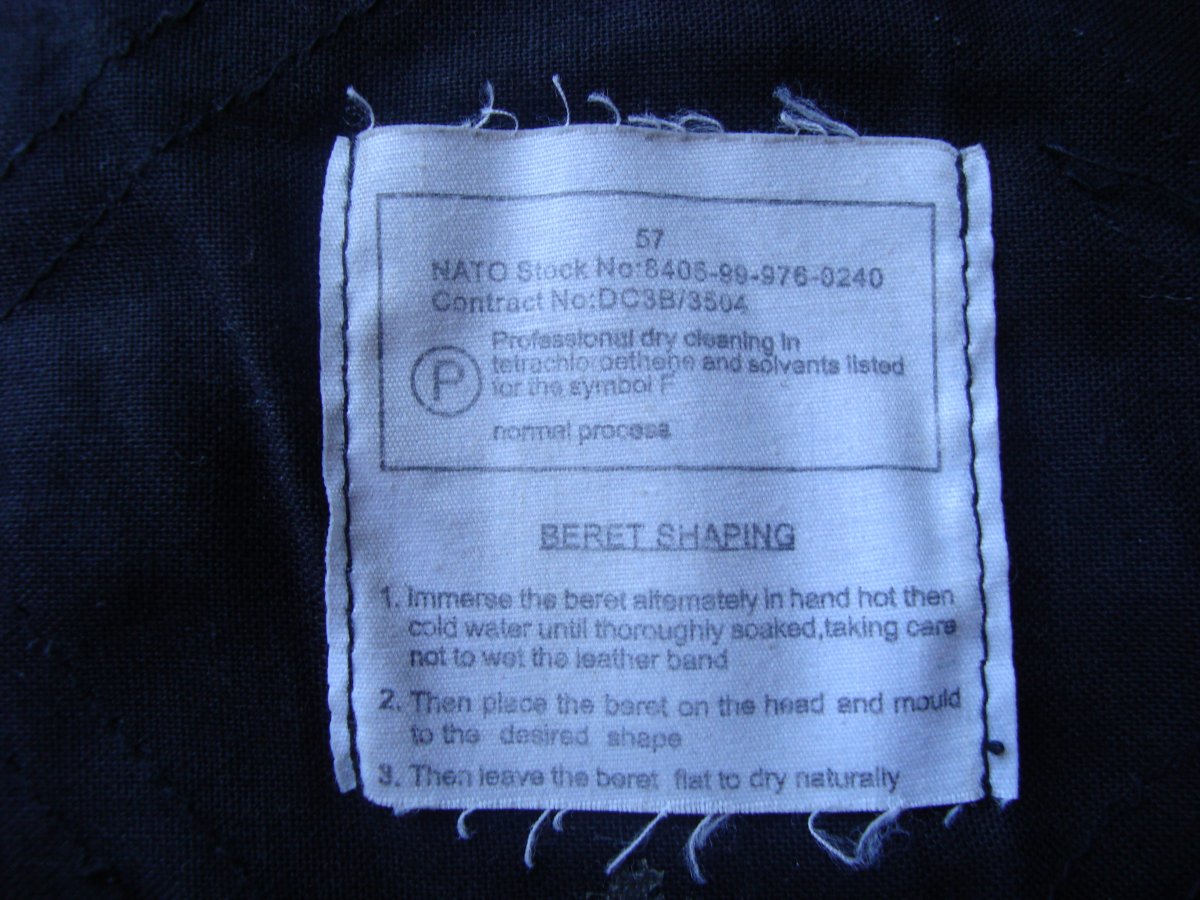 57
NATO Stock No:8405-99-976-0240
Contract No:DC3B/3504
P
Professional dry cleaning in
tetrachloroethene and solvants listed
for the symbol F
normal process
BERET SHAPING
1. Immerse the beret alternately in hand hot then
cold water until thoroughly soaked,taking care
not to wet the leather band
2. Then place the beret on the head and mould
to the desired shape
3. Then leave the beret flat to dry naturally